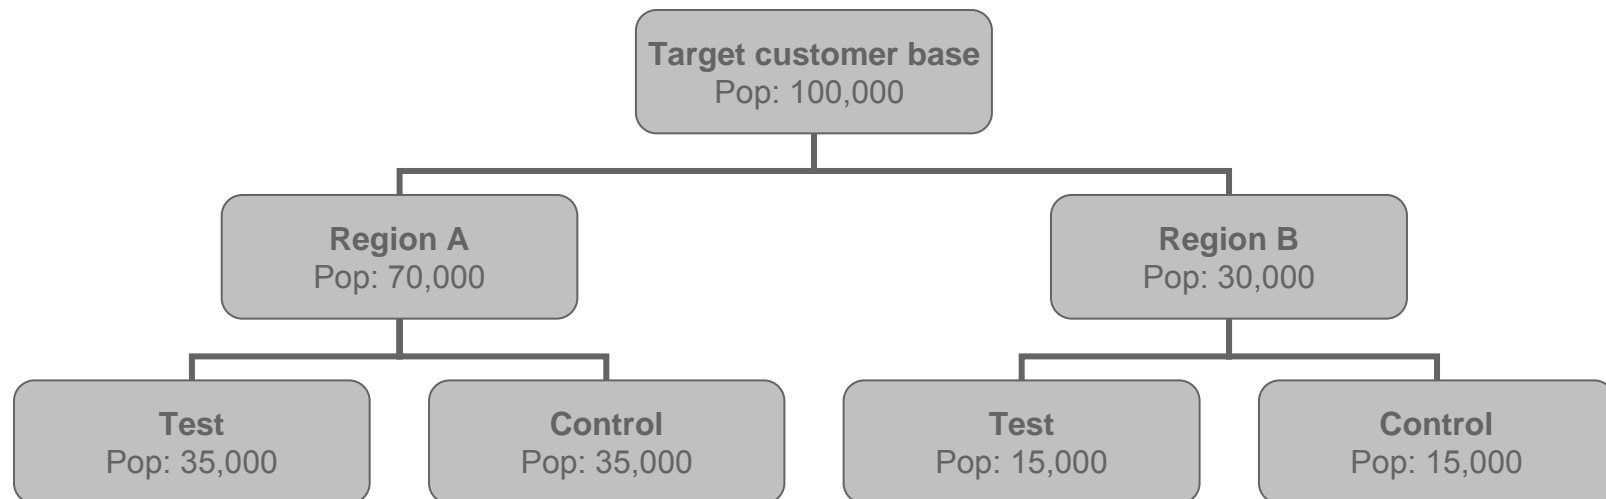 Target customer base
Pop: 100,000
Region A
Pop: 70,000
Region B
Pop: 30,000
Test
Pop: 35,000
Control
Pop: 35,000
Test
Pop: 15,000
Control
Pop: 15,000